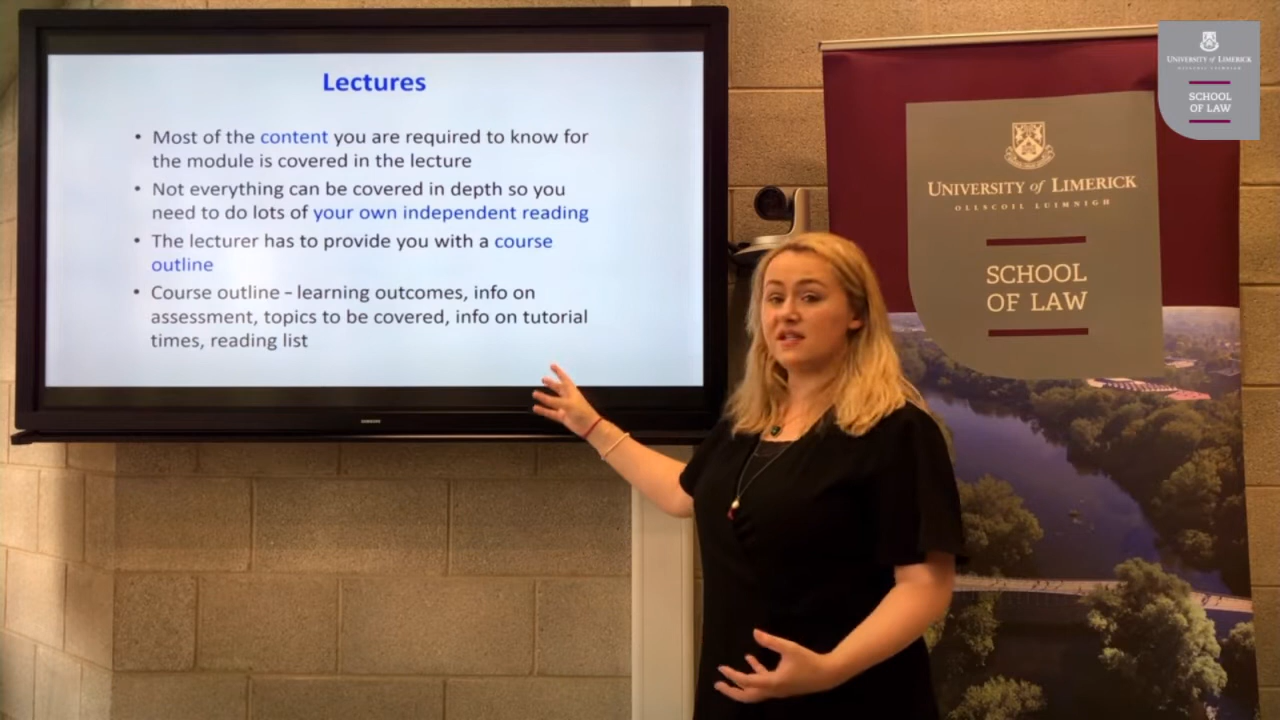 Lectures
• Most of the content you are required to know for
the module is covered in the lecture
• Not everything can be covered in depth so you
need to do lots of your own independent reading
• The lecturer has to provide you with a course
outline
• Course outline – learning outcomes, info on
assessment, topics to be covered, info on tutorial
times, reading list
SAMSUNG
UNIVERSITY of LIMERICK
OLLSCOIL LUIMNIGH
SCHOOL
OF LAW
UNIVERSITY of LIMERICK
OLLSCOIL LUIMNIGH
SCHOOL
OF LAW